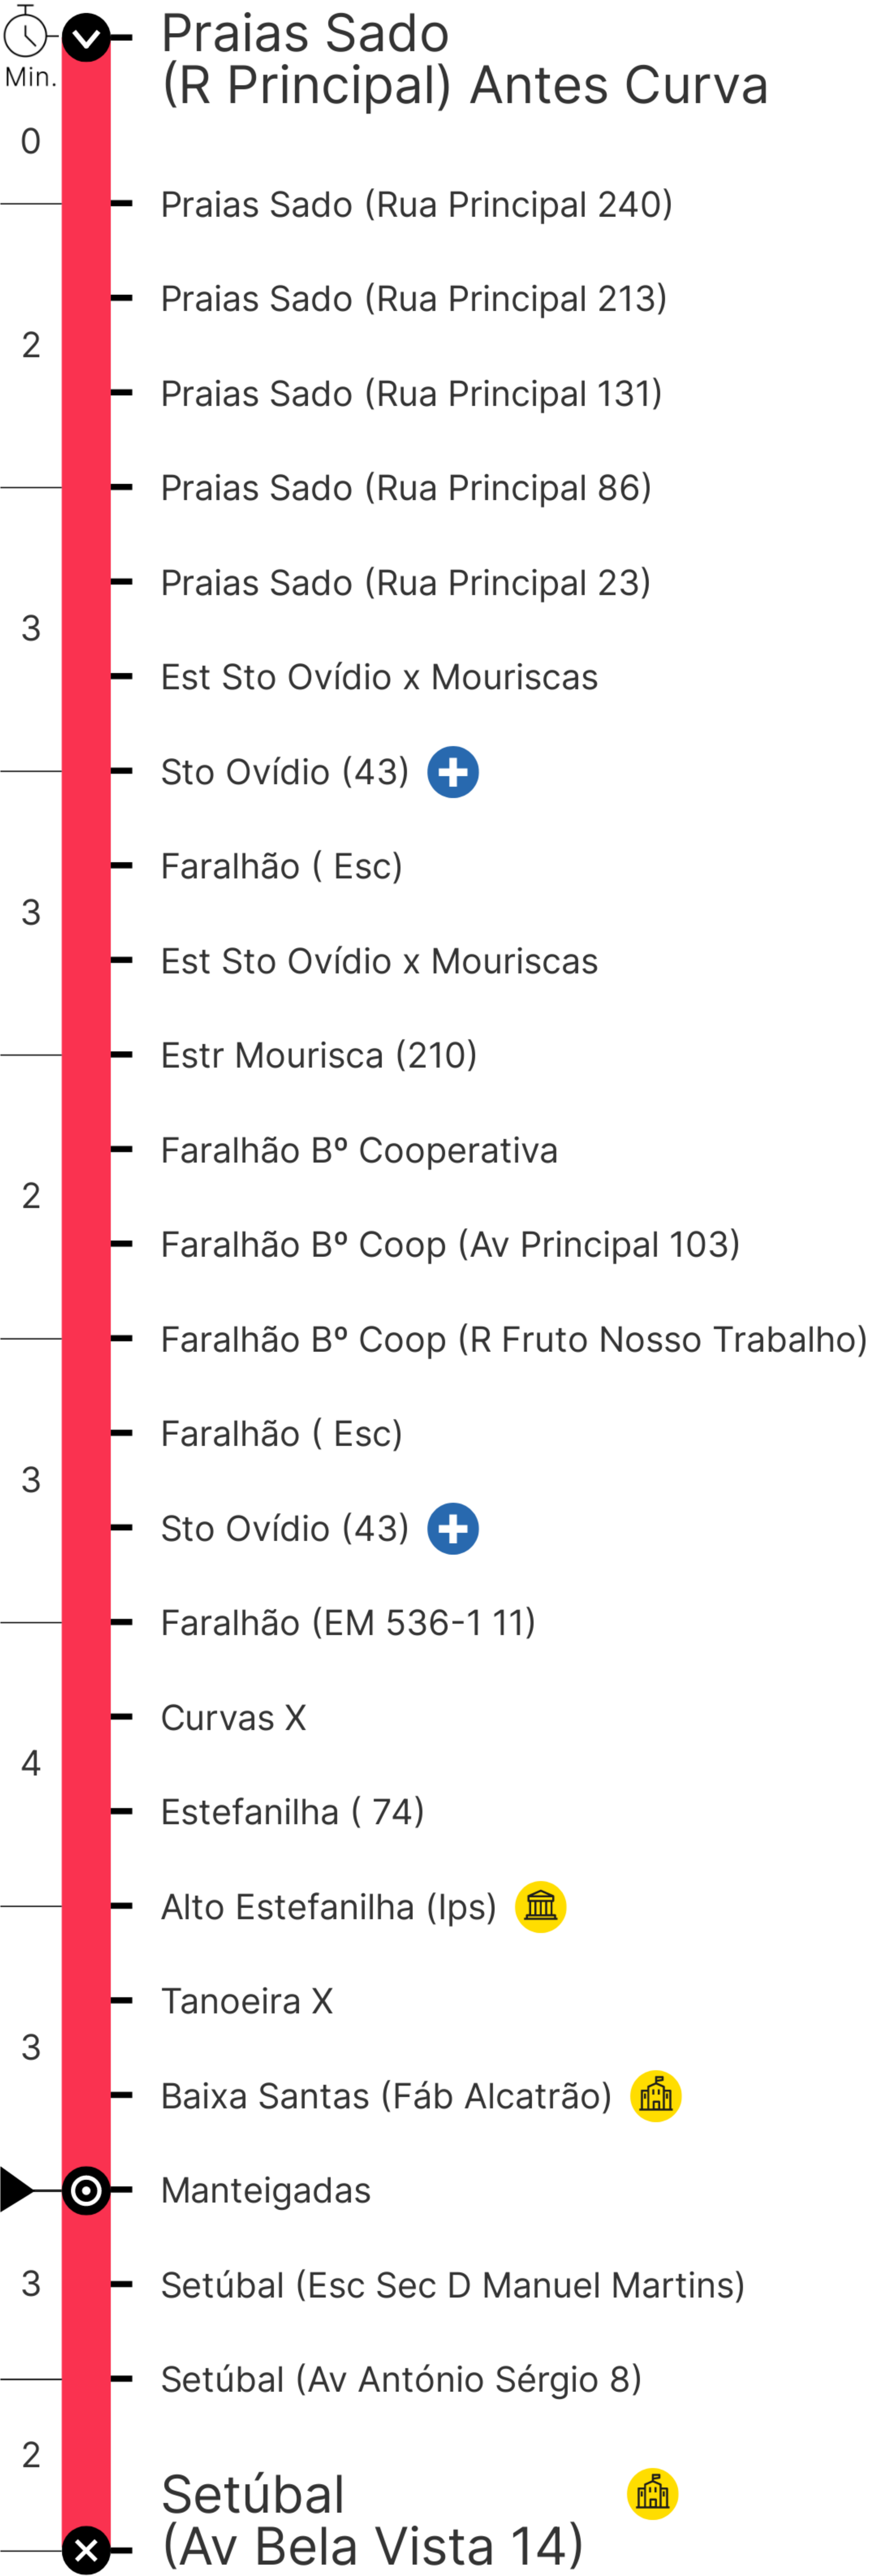 Praias Sado
(R Principal) Antes Curva
Min.
0
Praias Sado (Rua Principal 240)
Praias Sado (Rua Principal 213)
2
Praias Sado (Rua Principal 131)
Praias Sado (Rua Principal 86)
Praias Sado (Rua Principal 23)
3
Est Sto Ovídio x Mouriscas
Sto Ovídio (43)
Faralhão ( Esc)
3
Est Sto Ovídio x Mouriscas
Estr Mourisca (210)
Faralhão Bº Cooperativa
2
Faralhão Bº Coop (Av Principal 103)
Faralhão Bº Coop (R Fruto Nosso Trabalho)
Faralhão ( Esc)
3
Sto Ovídio (43)
Faralhão (EM 536-1 11)
Curvas X
4
Estefanilha ( 74)
Alto Estefanilha (Ips)
Tanoeira X
3
Baixa Santas (Fáb Alcatrão)
Manteigadas
3
Setúbal (Esc Sec D Manuel Martins)
Setúbal (Av António Sérgio 8)
2
Setúbal
(Av Bela Vista 14)